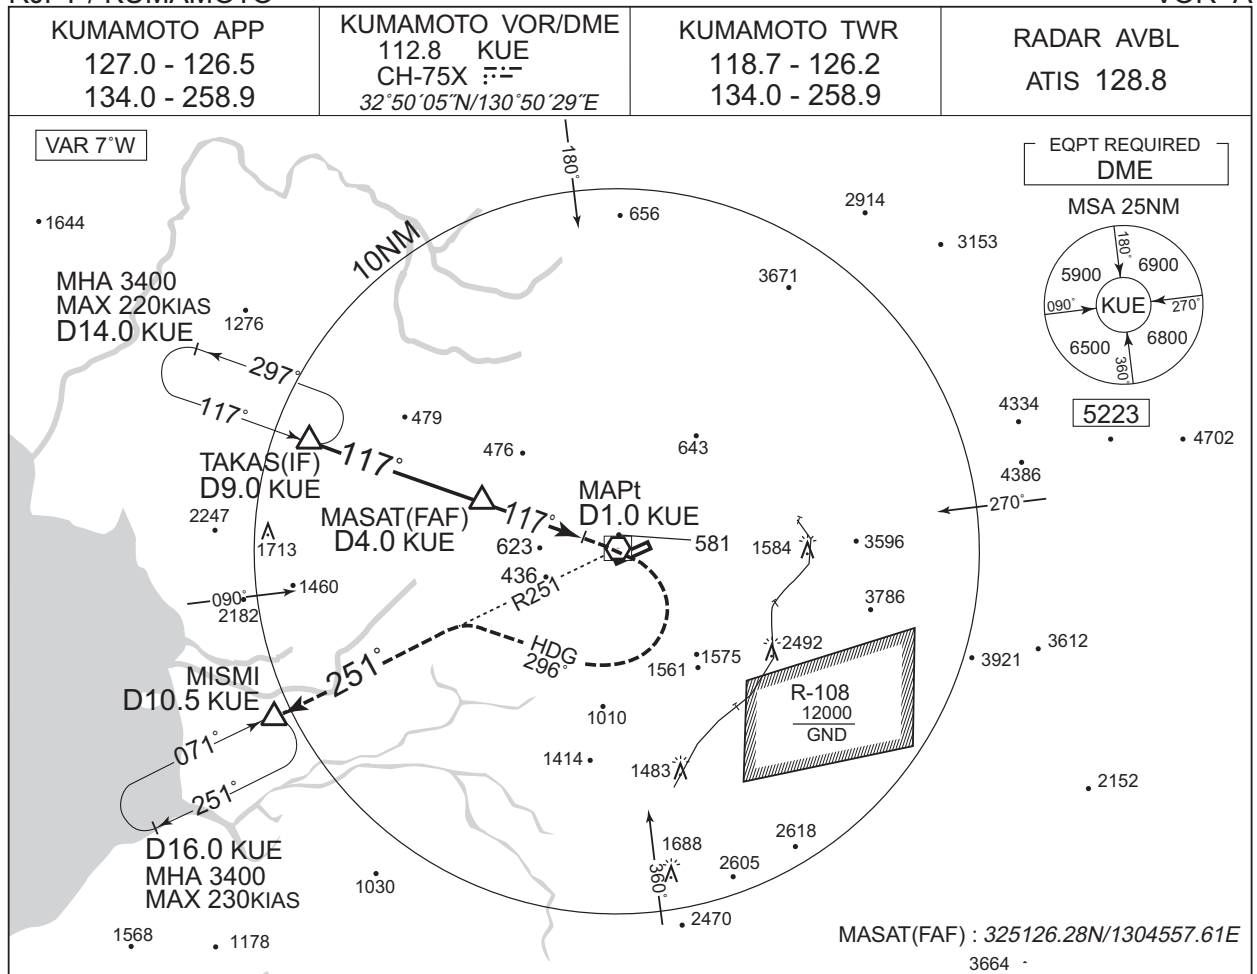 KUMAMOTO APP
127.0 - 126.5
134.0 - 258.9
KUMAMOTO VOR/DME
112.8 KUE
CH-75X
32°50´05˝N/130°50´29˝E
KUMAMOTO TWR
118.7 - 126.2
134.0 - 258.9
RADAR AVBL
ATIS 128.8
VAR 7°W
180°
EQPT REQUIRED
DME
MSA 25NM
180°
5900
6900
090°
KUE
270°
6500
6800
360°
5223
1644
656
2914
3153
10NM
3671
MHA 3400
MAX 220KIAS
D14.0 KUE
1276
297°
117°
479
4334
4702
4386
476
643
TAKAS(IF)
D9.0 KUE
117°
270°
MAPt
D1.0 KUE
117°
MASAT(FAF)
D4.0 KUE
2247
1713
623
581
1584
3596
436
R251
1460
090°
2182
3786
HDG
296°
2492
1575
1561
3612
3921
MISMI
D10.5 KUE
251°
R-108
12000
GND
071°
1010
1414
1483
251°
2152
D16.0 KUE
MHA 3400
MAX 230KIAS
1030
1688
360°
2618
2605
2470
1568
1178
MASAT(FAF) : 325126.28N/1304557.61E
3664